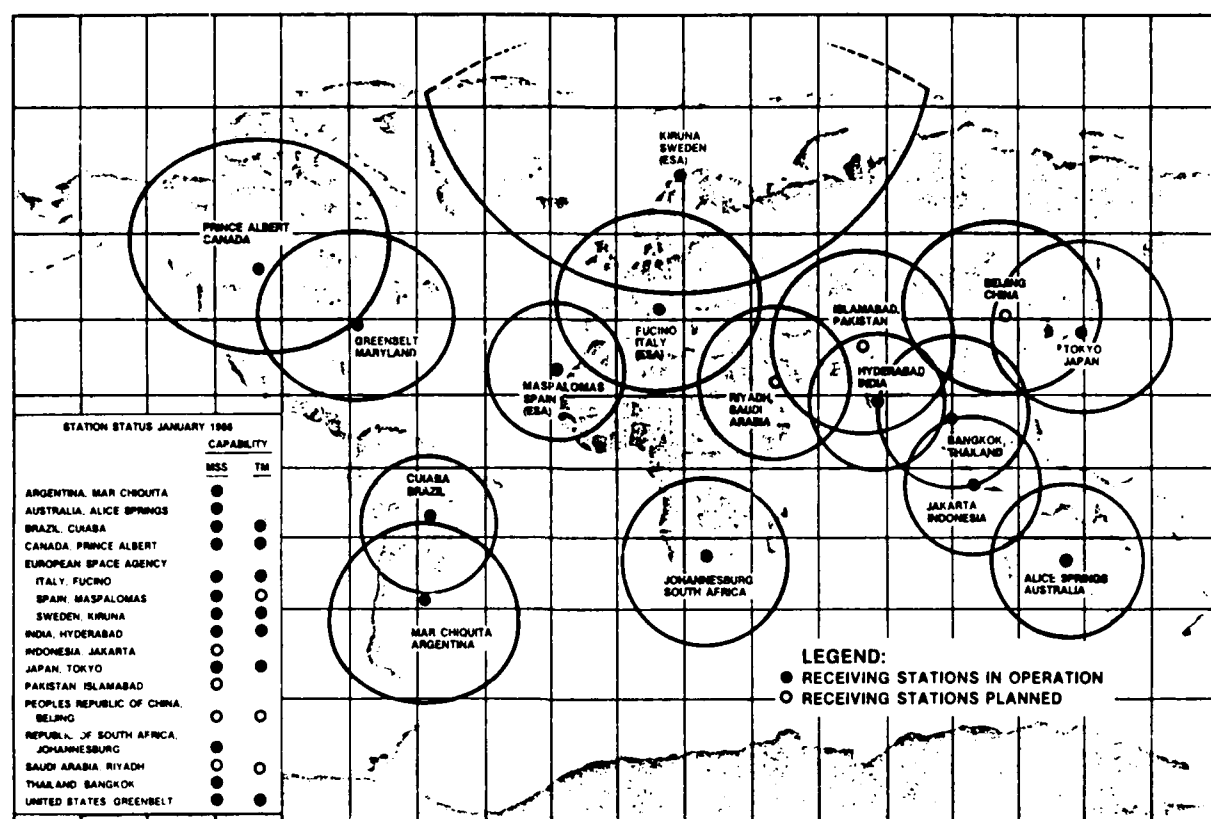 KIRUNA
SWEDEN
(ESA)
PRINCE ALBERT
CANADA
GREENBELT
MARYLAND
MASPALOMAS
SPAIN
(ESA)
FUCINO
ITALY
(ESA)
RIYADH,
SAUDI
ARABIA
ISLAMABAD,
PAKISTAN
HYDERABAD,
INDIA
BEIJING
CHINA
TOKYO
JAPAN
BANGKOK,
THAILAND
JAKARTA
INDONESIA
CUIABA
BRAZIL
MAR CHIQUITA
ARGENTINA
JOHANNESBURG
SOUTH AFRICA
ALICE SPRINGS
AUSTRALIA
STATION STATUS JANUARY
CAPABILITY
MSS TM
ARGENTINA, MAR CHIQUITA
AUSTRALIA, ALICE SPRINGS
BRAZIL, CUIABA
CANADA, PRINCE ALBERT
EUROPEAN SPACE AGENCY
ITALY, FUCINO
SPAIN, MASPALOMAS
SWEDEN, KIRUNA
INDIA, HYDERABAD
INDONESIA, JAKARTA
JAPAN, TOKYO
PAKISTAN ISLAMABAD
PEOPLES REPUBLIC OF CHINA,
BEIJING
REPUBLIC OF SOUTH AFRICA,
JOHANNESBURG
SAUDI ARABIA, RIYADH
THAILAND, BANGKOK
UNITED STATES, GREENBELT
LEGEND:
RECEIVING STATIONS IN OPERATION
RECEIVING STATIONS PLANNED